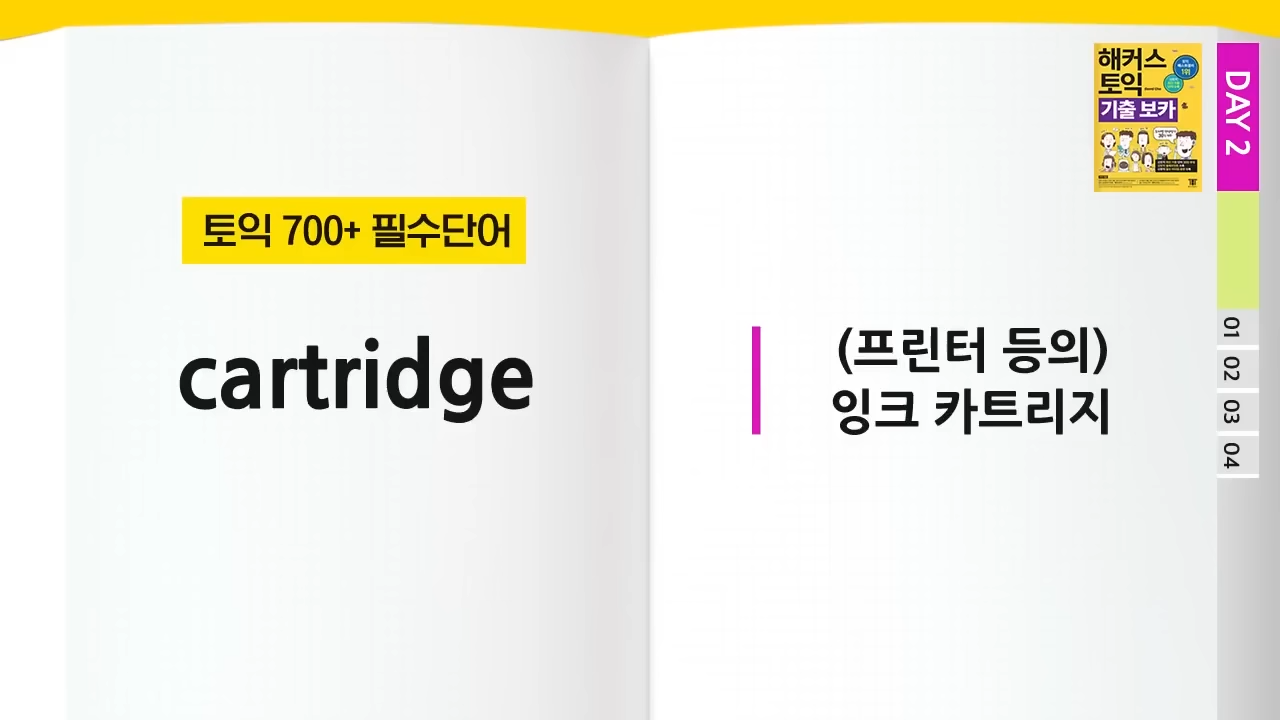 토익 700+ 필수단어
cartridge
(프린터 등의)
잉크 카트리지
해커스
토익
기출 보카
DAY 2
01
02
03
04